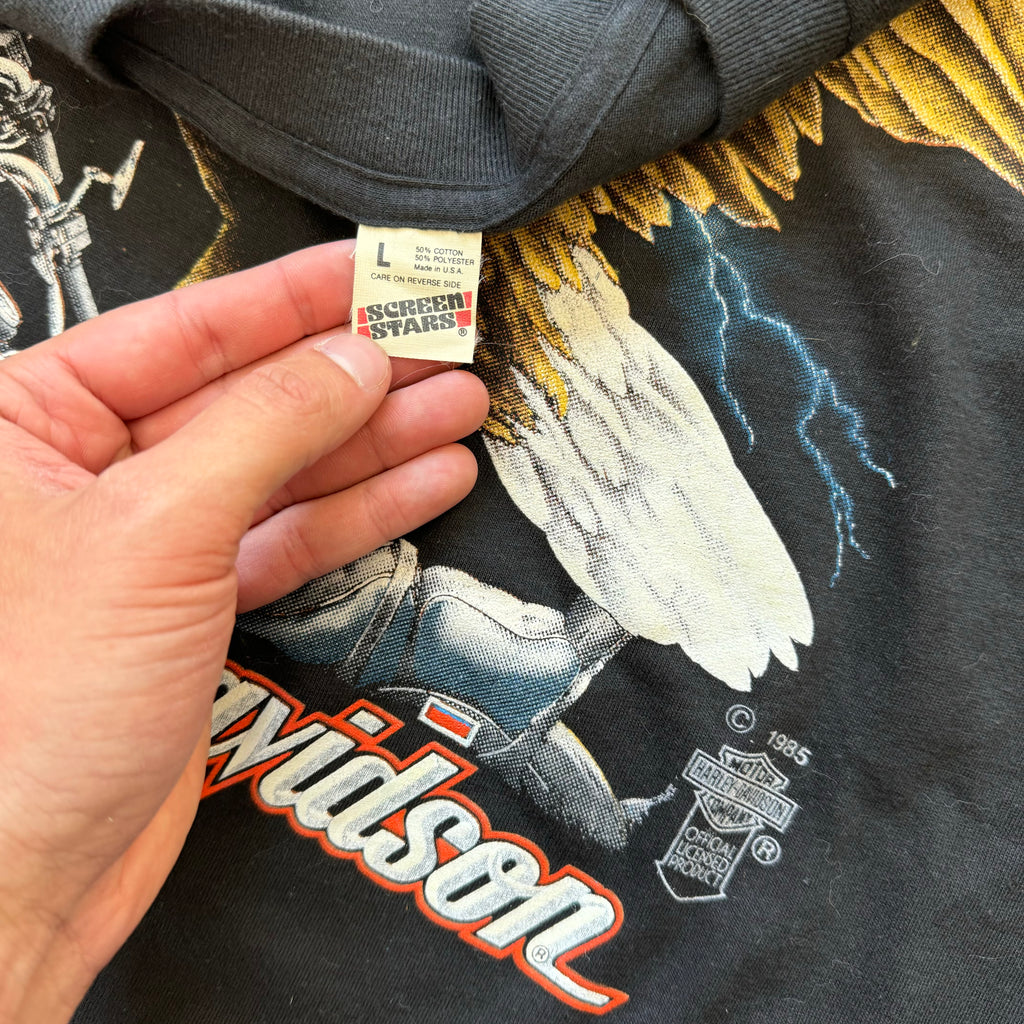 L
50% COTTON
50% POLYESTER
Made in U.S.A.
CARE ON REVERSE SIDE
SCREEN
STARS®
avidson®
© 1985
MOTOR
HARLEY-DAVIDSON
COMPANY
OFFICIAL
LICENSED
PRODUCT
®